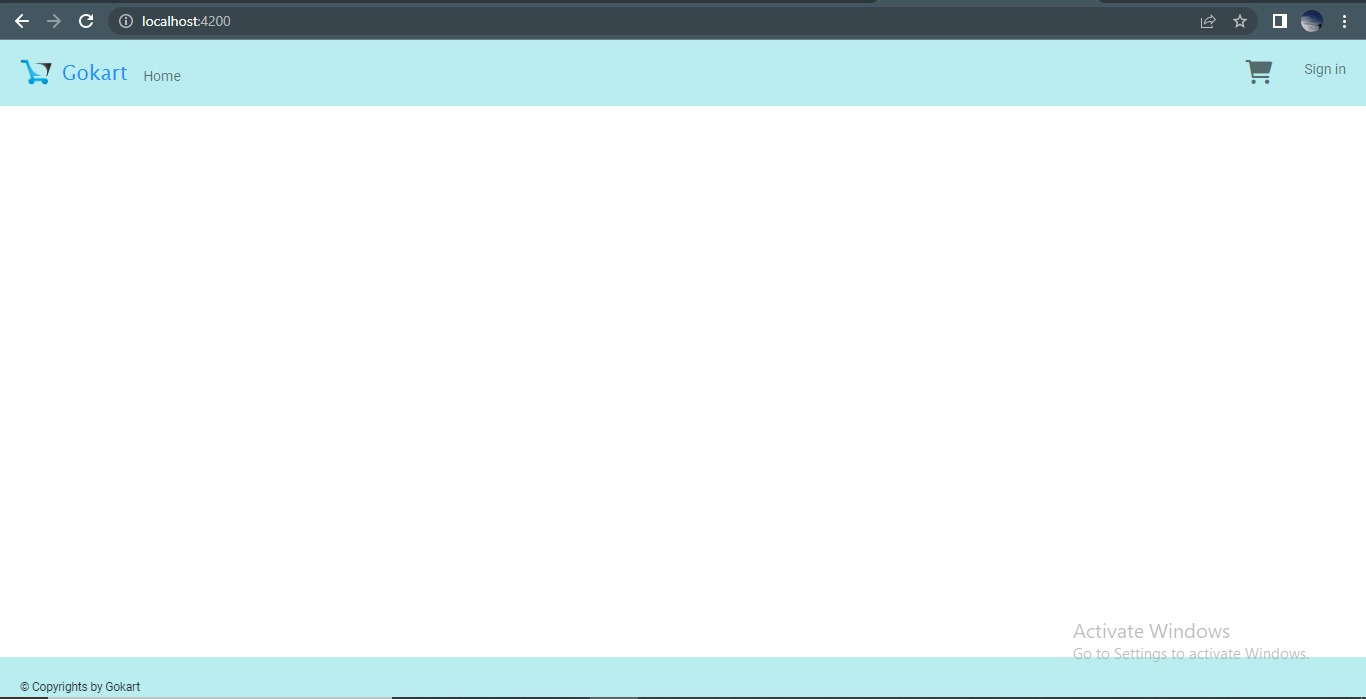 localhost:4200
Gokart Home Sign in
Activate Windows
Go to Settings to activate Windows.
© Copyrights by Gokart